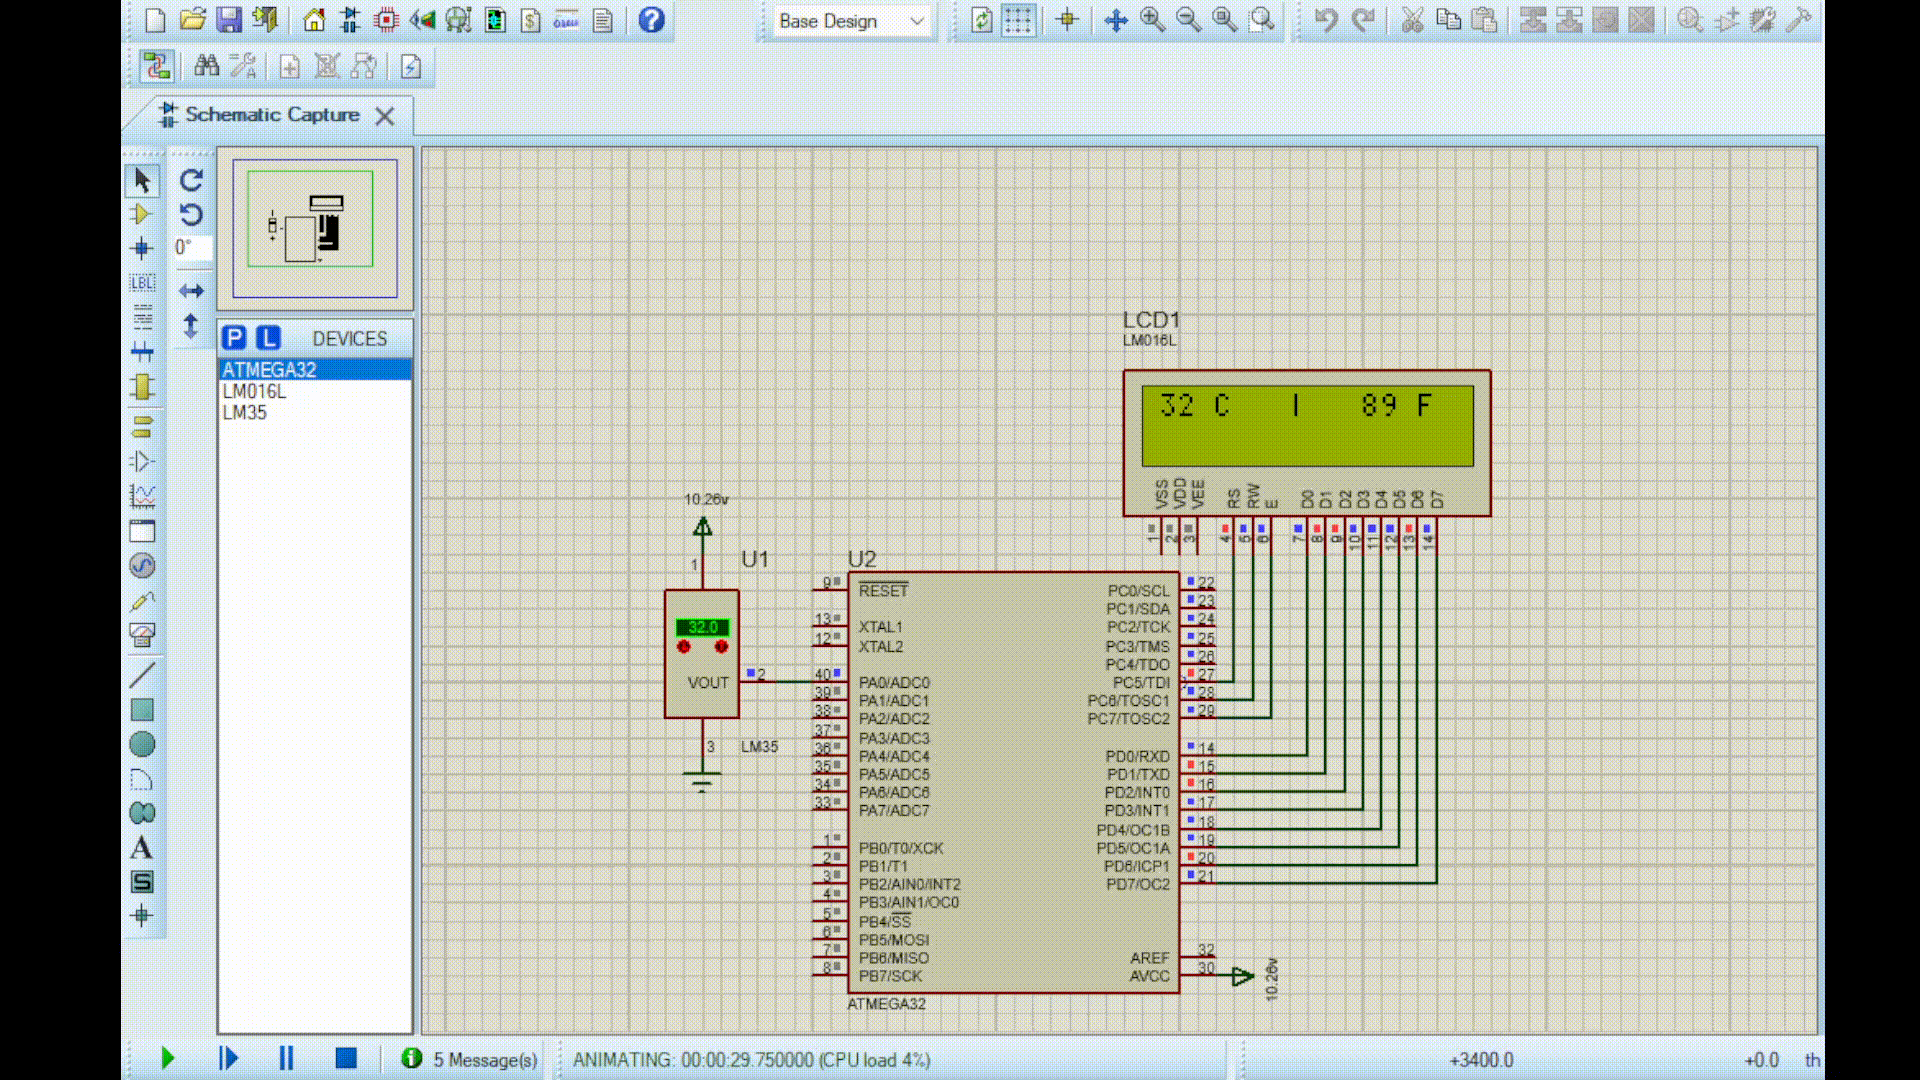 Base Design
Schematic Capture
0°
LBL
P L DEVICES
ATMEGA32
LM016L
LM35
A
S
LCD1
LM016L
32 C | 89 F
VSS VDD VEE RS RW E D0 D1 D2 D3 D4 D5 D6 D7
1 2 3 4 5 6 7 8 9 10 11 12 13 14
10.26v
1 U1
32.0
VOUT 2
3 LM35
U2
9 RESET PC0/SCL 22
PC1/SDA 23
13 XTAL1 PC2/TCK 24
12 XTAL2 PC3/TMS 25
PC4/TDO 26
40 PA0/ADC0 PC5/TDI 27
39 PA1/ADC1 PC6/TOSC1 28
38 PA2/ADC2 PC7/TOSC2 29
37 PA3/ADC3
36 PA4/ADC4 PD0/RXD 14
35 PA5/ADC5 PD1/TXD 15
34 PA6/ADC6 PD2/INT0 16
33 PA7/ADC7 PD3/INT1 17
PD4/OC1B 18
1 PB0/T0/XCK PD5/OC1A 19
2 PB1/T1 PD6/ICP1 20
3 PB2/AIN0/INT2 PD7/OC2 21
4 PB3/AIN1/OC0
5 PB4/SS
6 PB5/MOSI
7 PB6/MISO AREF 32
8 PB7/SCK AVCC 30
10.26v
ATMEGA32
5 Message(s) ANIMATING: 00:00:29.750000 (CPU load 4%) +3400.0 +0.0 th